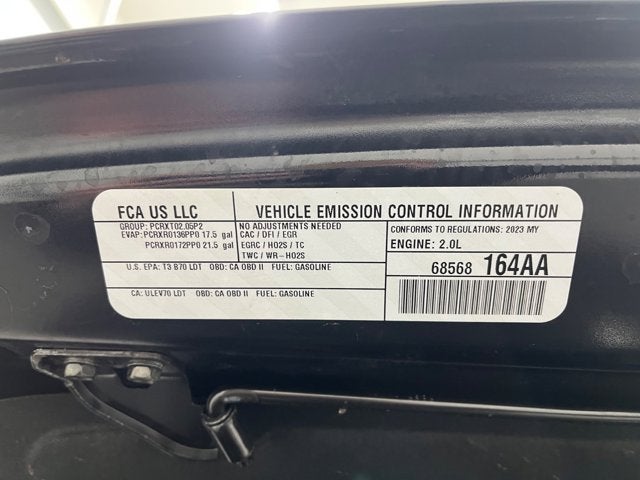 FCA US LLC
VEHICLE EMISSION CONTROL INFORMATION
GROUP: PCRXT02.05P2
EVAP: PCRXR0136PP0 17.5 gal
PCRXR0172PP0 21.5 gal
NO ADJUSTMENTS NEEDED
CAC / DFI / EGR
EGRC / HO2S / TC
TWC / WR-HO2S
CONFORMS TO REGULATIONS: 2023 MY
ENGINE: 2.0L
U.S. EPA: T3 B70 LDT OBD: CA OBD II FUEL: GASOLINE
68568 164AA
CA: ULEV70 LDT OBD: CA OBD II FUEL: GASOLINE